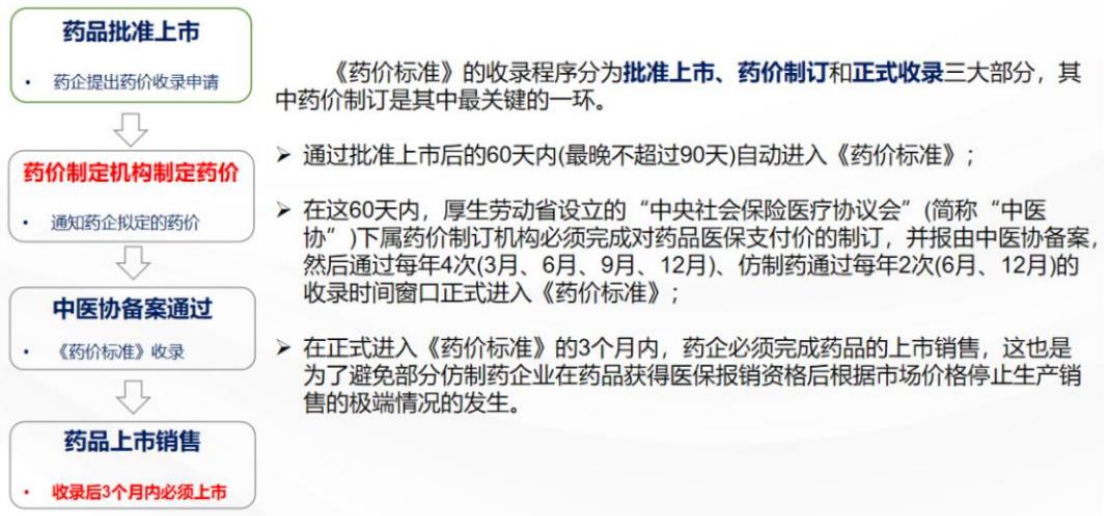 药品批准上市
• 药企提出药价收录申请
药价制定机构制定药价
• 通知药企拟定的药价
中医协备案通过
• 《药价标准》收录
药品上市销售
• 收录后3个月内必须上市
《药价标准》的收录程序分为批准上市、药价制订和正式收录三大部分，其
中药价制订是其中最关键的一环。
➢ 通过批准上市后的60天内(最晚不超过90天)自动进入《药价标准》；
➢ 在这60天内，厚生劳动省设立的“中央社会保险医疗协议会”(简称“中医
协”)下属药价制订机构必须完成对药品医保支付价的制订，并报由中医协备案，
然后通过每年4次(3月、6月、9月、12月)、仿制药通过每年2次(6月、12月)的
收录时间窗口正式进入《药价标准》；
➢ 在正式进入《药价标准》的3个月内，药企必须完成药品的上市销售，这也是
为了避免部分仿制药企业在药品获得医保报销资格后根据市场价格停止生产销
售的极端情况的发生。